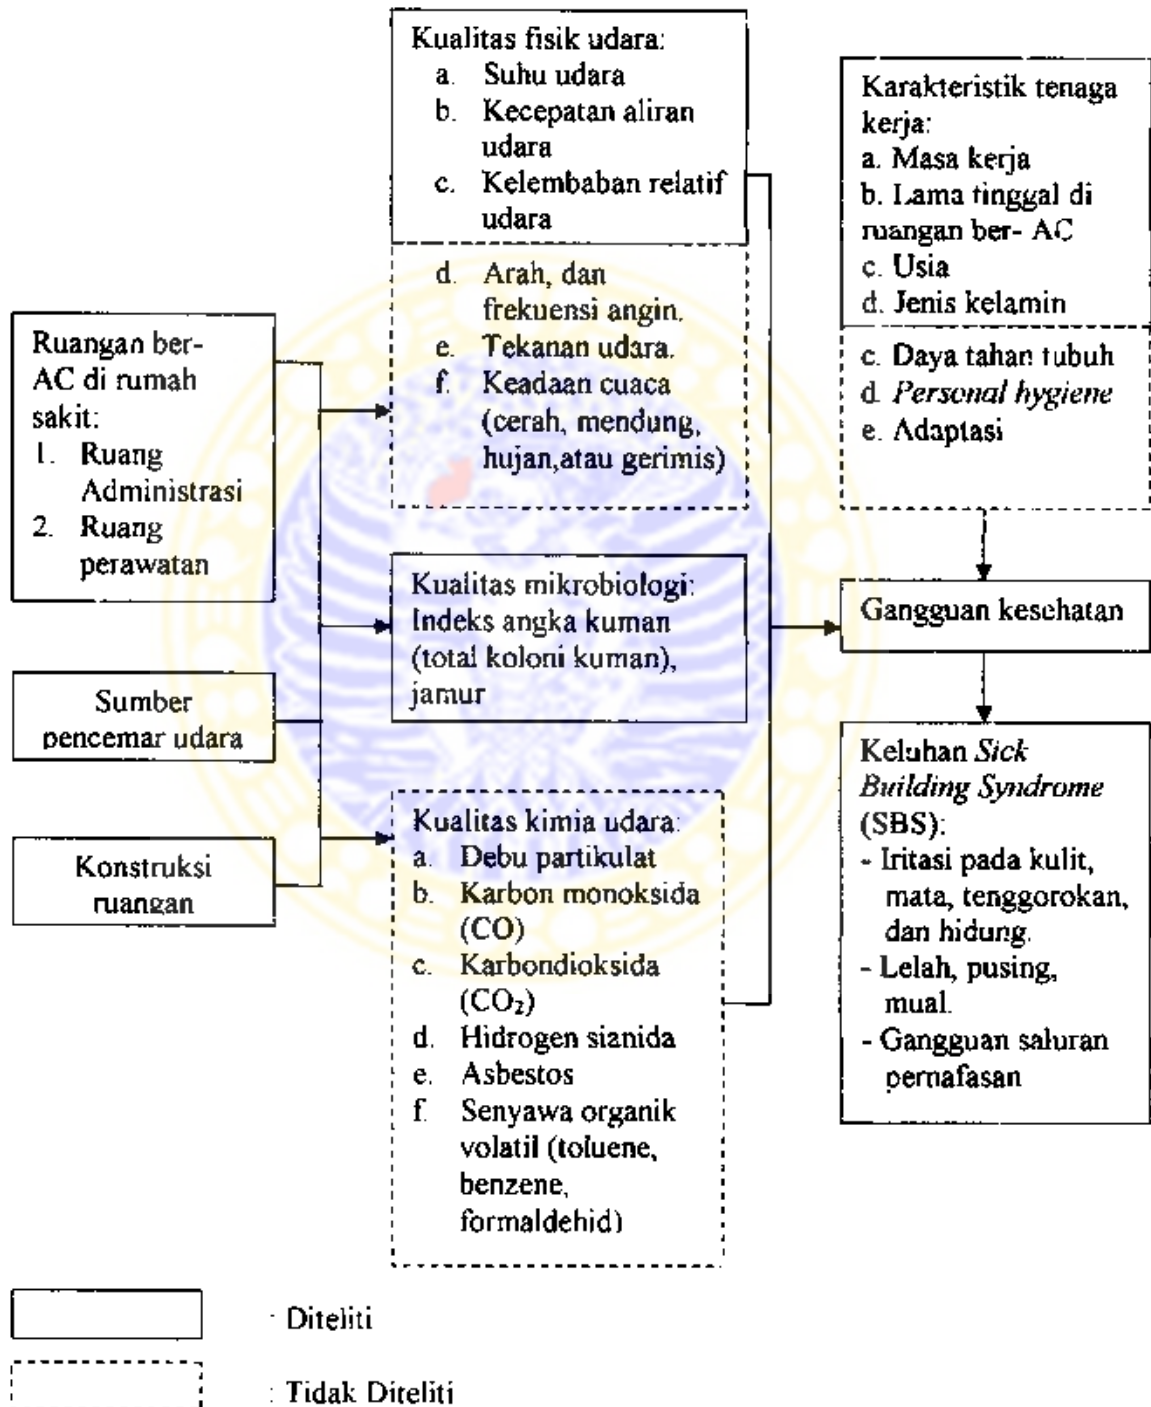 Kualitas fisik udara:
a. Suhu udara
b. Kecepatan aliran
udara
c. Kelembaban relatif
udara
d. Arah, dan
frekuensi angin.
e. Tekanan udara.
f. Keadaan cuaca
(cerah, mendung,
hujan,atau gerimis)
Karakteristik tenaga
kerja:
a. Masa kerja
b. Lama tinggal di
ruangan ber- AC
c. Usia
d. Jenis kelamin
c. Daya tahan tubuh
d. Personal hygiene
e. Adaptasi
Ruangan ber-
AC di rumah
sakit:
1. Ruang
Administrasi
2. Ruang
perawatan
Kualitas mikrobiologi:
Indeks angka kuman
(total koloni kuman),
jamur
Gangguan kesehatan
Sumber
pencemar udara
Konstruksi
ruangan
Kualitas kimia udara:
a. Debu partikulat
b. Karbon monoksida
(CO)
c. Karbondioksida
(CO₂)
d. Hidrogen sianida
e. Asbestos
f. Senyawa organik
volatil (toluene,
benzene,
formaldehid)
Keluhan Sick
Building Syndrome
(SBS):
- Iritasi pada kulit,
mata, tenggorokan,
dan hidung.
- Lelah, pusing,
mual.
- Gangguan saluran
pernafasan
: Diteliti
: Tidak Diteliti